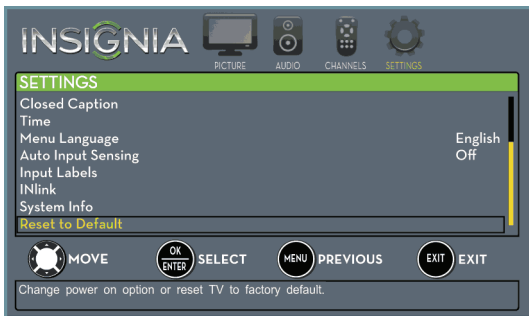 INSIGNIA
PICTURE AUDIO CHANNELS SETTINGS
SETTINGS
Closed Caption
Time
Menu Language English
Auto Input Sensing Off
Input Labels
INlink
System Info
Reset to Default
MOVE OK ENTER SELECT MENU PREVIOUS EXIT EXIT
Change power on option or reset TV to factory default.